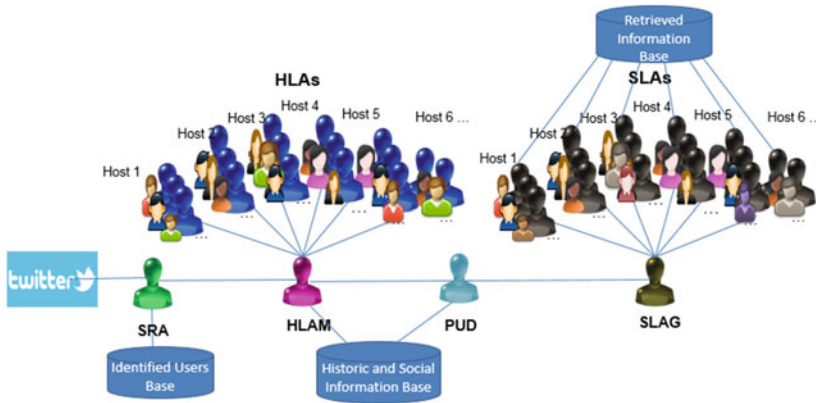 Retrieved
Information
Base
HLAs
SLAs
Host 1
Host 2
Host 3
Host 4
Host 5
Host 6 ...
...
...
...
...
...
...
Host 1
Host 2
Host 3
Host 4
Host 5
Host 6 ...
...
...
...
...
...
...
twitter
SRA
HLAM
PUD
SLAG
Identified Users
Base
Historic and Social
Information Base